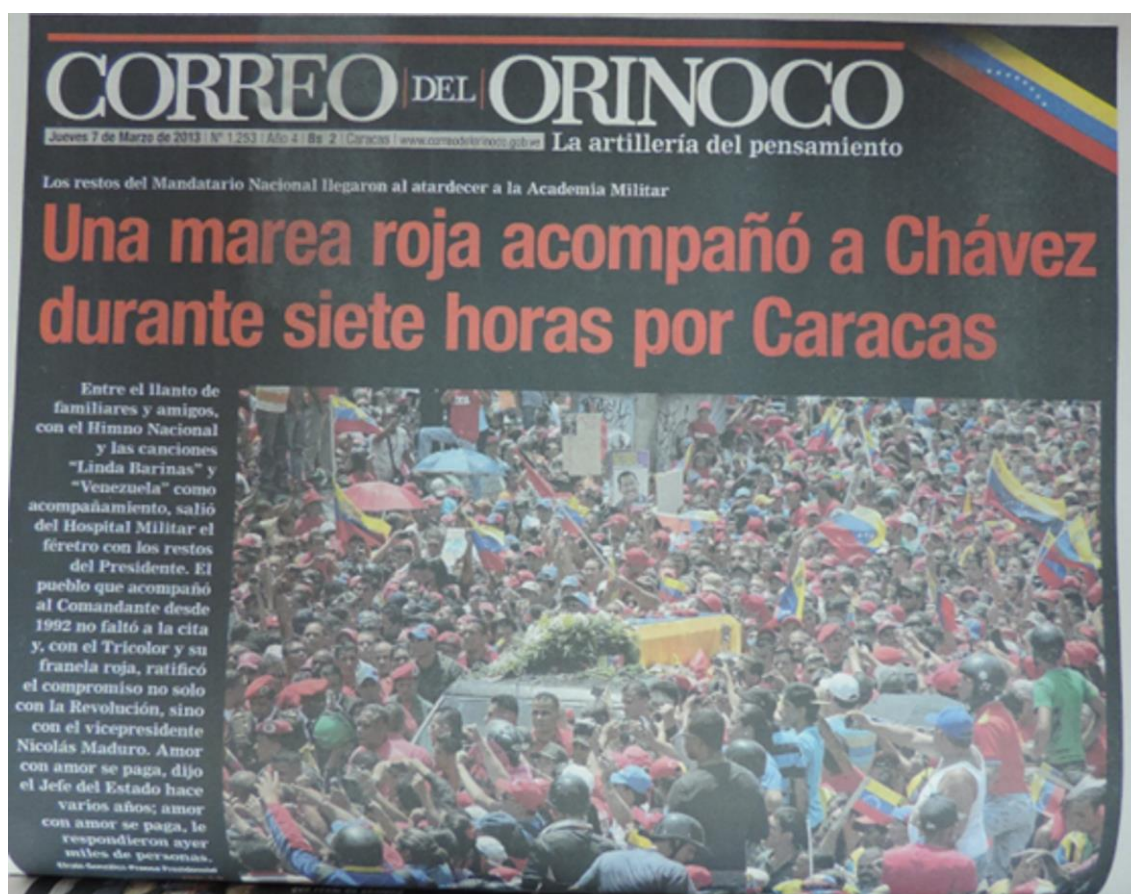 CORREO DEL ORINOCO
Jueves 7 de Marzo de 2013 | N° 1.253 | Año 4 | Bs 2 | Caracas | www.correodelorinoco.gob.ve
La artillería del pensamiento
Los restos del Mandatario Nacional llegaron al atardecer a la Academia Militar
Una marea roja acompañó a Chávez
durante siete horas por Caracas
Entre el llanto de
familiares y amigos,
con el Himno Nacional
y las canciones
"Linda Barinas" y
"Venezuela" como
acompañamiento, salió
del Hospital Militar el
féretro con los restos
del Presidente. El
pueblo que acompañó
al Comandante desde
1992 no faltó a la cita
y, con el Tricolor y su
franela roja, ratificó
el compromiso no solo
con la Revolución, sino
con el vicepresidente
Nicolás Maduro. Amor
con amor se paga, dijo
el Jefe del Estado hace
varios años; amor
con amor se paga, le
respondieron ayer
miles de personas.